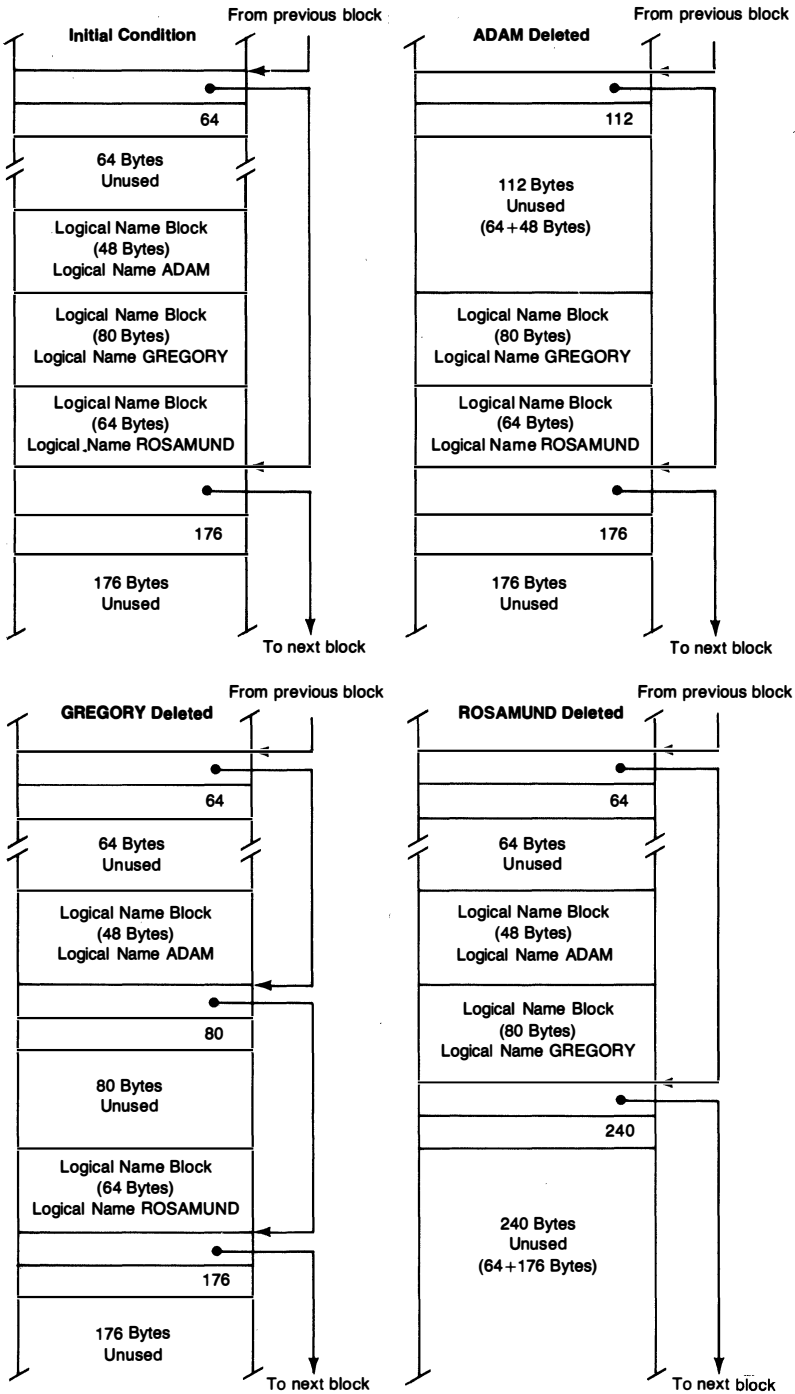 From previous block
Initial Condition
64
64 Bytes
Unused
Logical Name Block
(48 Bytes)
Logical Name ADAM
Logical Name Block
(80 Bytes)
Logical Name GREGORY
Logical Name Block
(64 Bytes)
Logical Name ROSAMUND
176
176 Bytes
Unused
To next block
From previous block
ADAM Deleted
112
112 Bytes
Unused
(64+48 Bytes)
Logical Name Block
(80 Bytes)
Logical Name GREGORY
Logical Name Block
(64 Bytes)
Logical Name ROSAMUND
176
176 Bytes
Unused
To next block
From previous block
GREGORY Deleted
64
64 Bytes
Unused
Logical Name Block
(48 Bytes)
Logical Name ADAM
80
80 Bytes
Unused
Logical Name Block
(64 Bytes)
Logical Name ROSAMUND
176
176 Bytes
Unused
To next block
From previous block
ROSAMUND Deleted
64
64 Bytes
Unused
Logical Name Block
(48 Bytes)
Logical Name ADAM
Logical Name Block
(80 Bytes)
Logical Name GREGORY
240
240 Bytes
Unused
(64+176 Bytes)
To next block